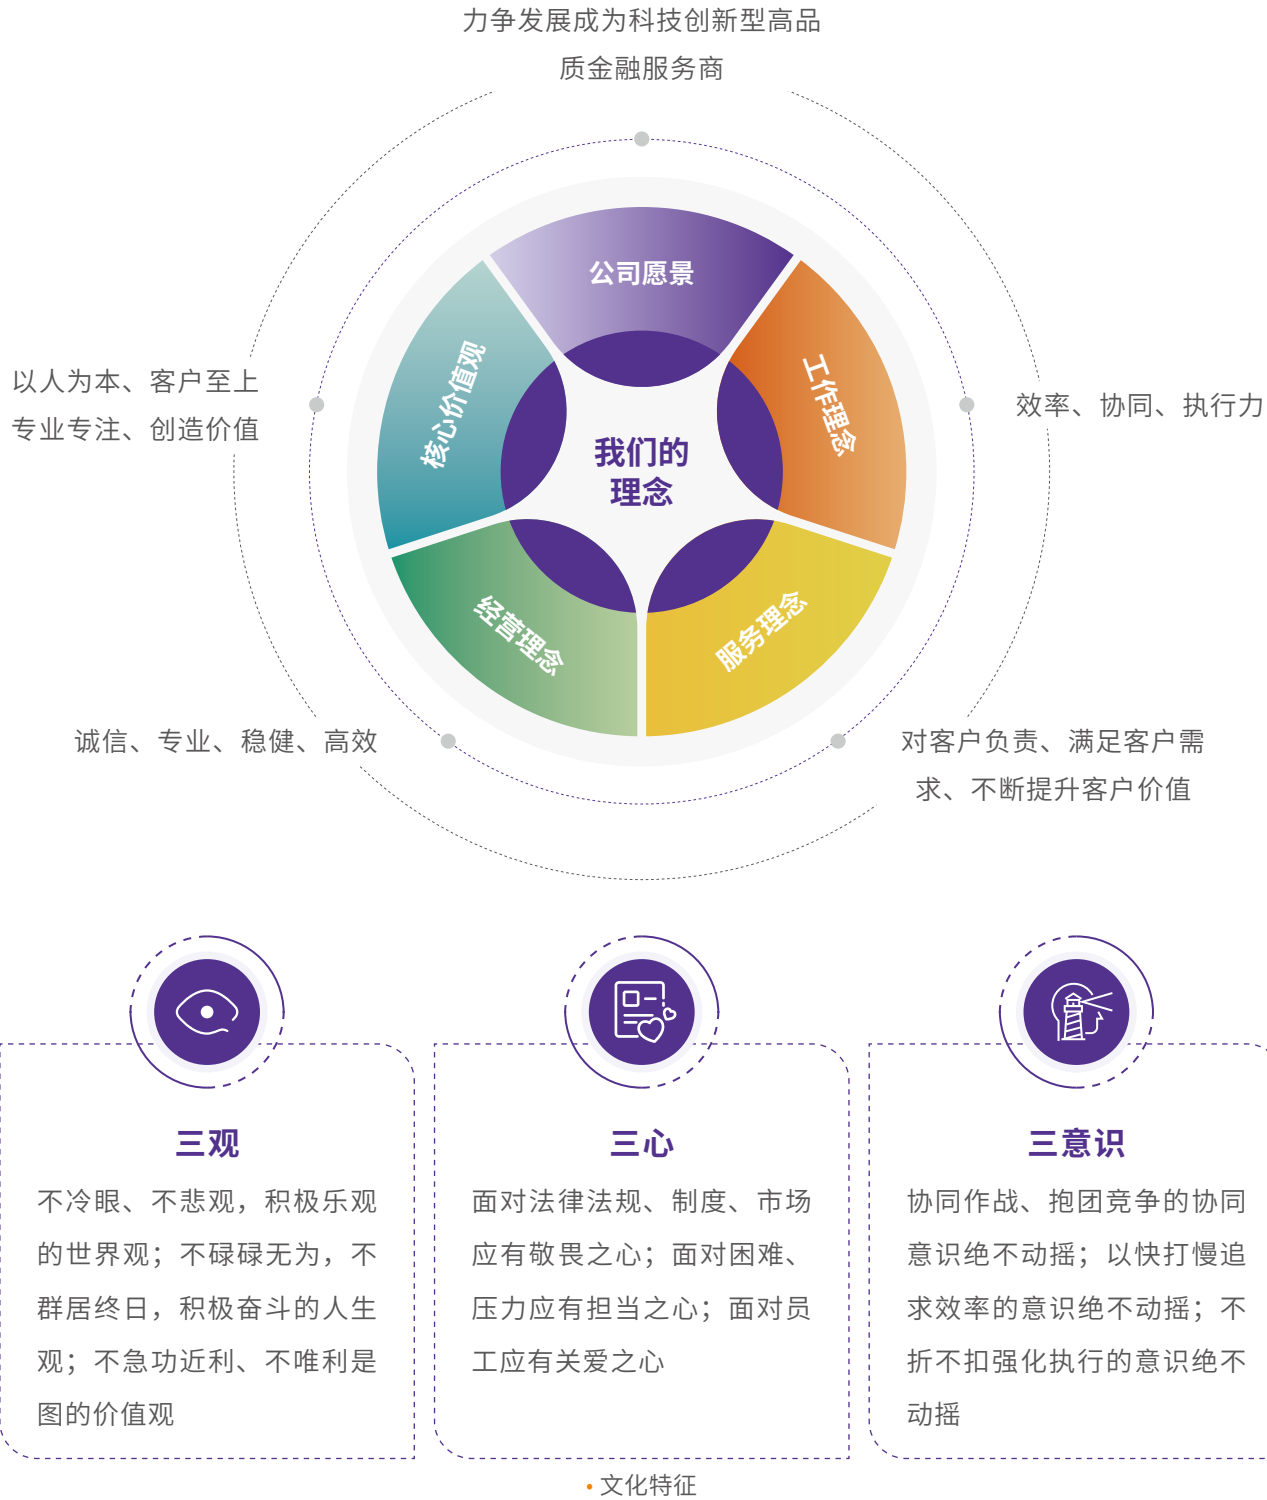 力争发展成为科技创新型高品
质金融服务商
公司愿景
工作理念
服务理念
经营理念
核心价值观
我们的
理念
以人为本、客户至上
专业专注、创造价值
效率、协同、执行力
诚信、专业、稳健、高效
对客户负责、满足客户需
求、不断提升客户价值
三观
不冷眼、不悲观，积极乐观
的世界观；不碌碌无为，不
群居终日，积极奋斗的人生
观；不急功近利、不唯利是
图的价值观
三心
面对法律法规、制度、市场
应有敬畏之心；面对困难、
压力应有担当之心；面对员
工应有关爱之心
三意识
协同作战、抱团竞争的协同
意识绝不动摇；以快打慢追
求效率的意识绝不动摇；不
折不扣强化执行的意识绝不
动摇
• 文化特征